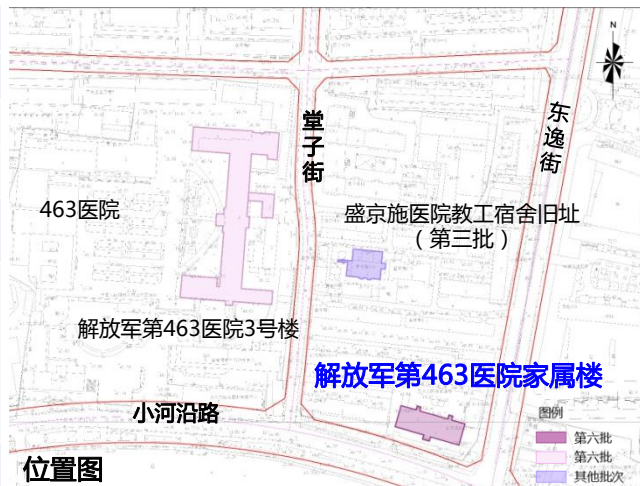 N
堂子街
东逸街
463医院
盛京施医院教工宿舍旧址
（第三批）
解放军第463医院3号楼
解放军第463医院家属楼
小河沿路
图例
第六批
第六批
其他批次
位置图